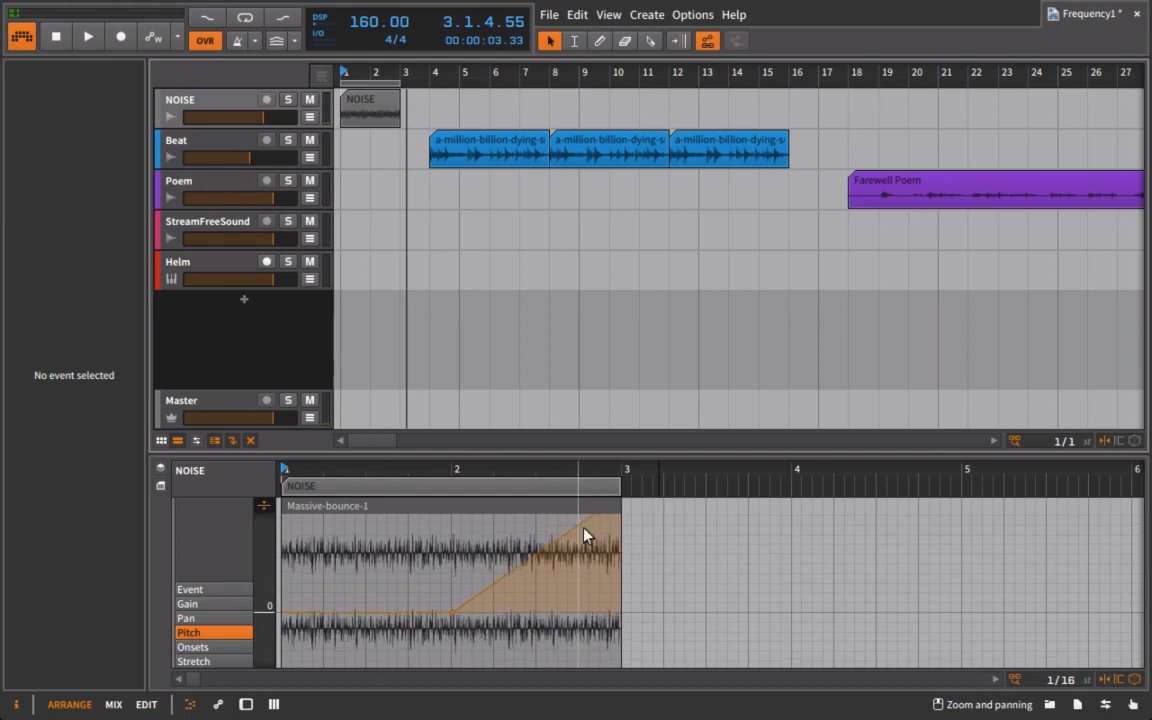 File Edit View Create Options Help
Frequency1 *
DSP 160.00 3.1.4.55
I/O
OVR 4/4 00:00:03.33
1 2 3 4 5 6 7 8 9 10 11 12 13 14 15 16 17 18 19 20 21 22 23 24 25 26 27
NOISE S M NOISE
Beat S M a-million-billion-dying-s a-million-billion-dying-s a-million-billion-dying-s
Poem S M Farewell Poem
StreamFreeSound S M
Helm S M
No event selected
Master S M
1/1 st
NOISE 1 2 3 4 5 6
NOISE
Massive-bounce-1
Event
Gain 0
Pan
Pitch
Onsets
Stretch
1/16 st
i ARRANGE MIX EDIT Zoom and panning